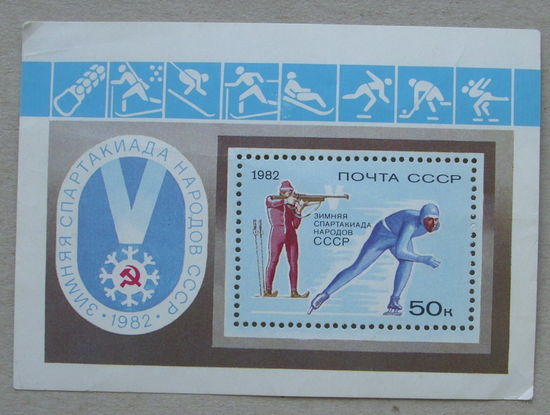 ЗИМНЯЯ СПАРТАКИАДА НАРОДОВ СССР
V
· 1982 ·
1982
ПОЧТА СССР
V
ЗИМНЯЯ
СПАРТАКИАДА
НАРОДОВ
СССР
50к